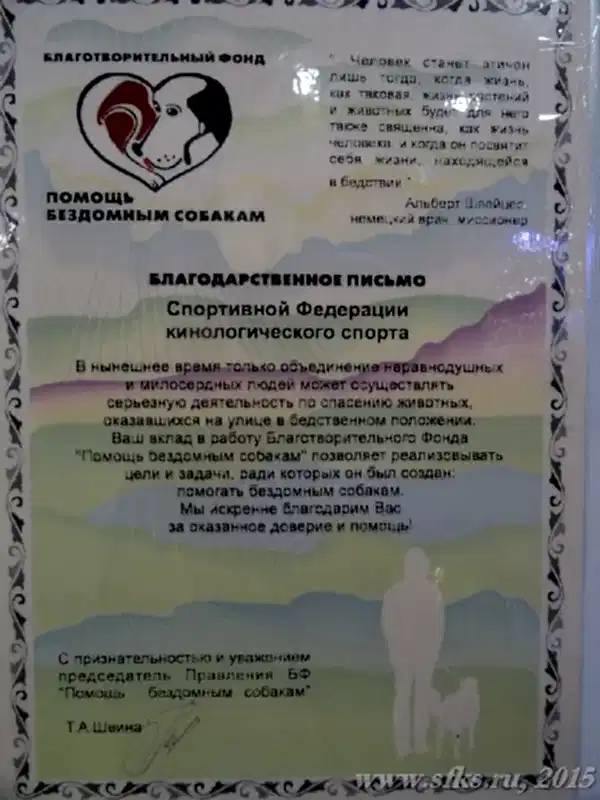 БЛАГОТВОРИТЕЛЬНЫЙ ФОНД
ПОМОЩЬ
БЕЗДОМНЫМ СОБАКАМ
" Человек станет этичен
лишь тогда, когда жизнь,
как таковая, жизнь растений
и животных будет для него
также священна, как жизнь
человека, и когда он посвятит
себя жизни, находящейся
в бедствии "
Альберт Швейцер,
немецкий врач, миссионер
БЛАГОДАРСТВЕННОЕ ПИСЬМО
Спортивной Федерации
кинологического спорта
В нынешнее время только объединение неравнодушных
и милосердных людей может осуществлять
серьезную деятельность по спасению животных,
оказавшихся на улице в бедственном положении.
Ваш вклад в работу Благотворительного Фонда
"Помощь бездомным собакам" позволяет реализовывать
цели и задачи, ради которых он был создан:
помогать бездомным собакам.
Мы искренне благодарим Вас
за оказанное доверие и помощь!
С признательностью и уважением
председатель Правления БФ
"Помощь бездомным собакам"
Т.А.Швина
www.sfks.ru, 2015